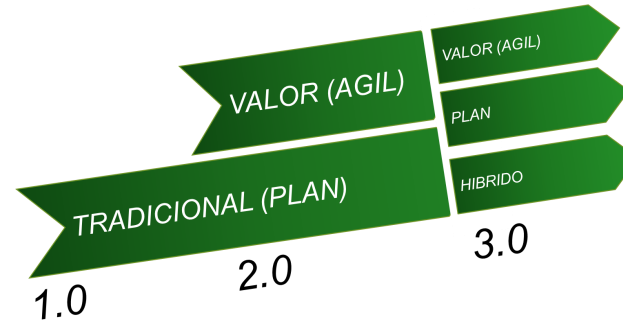 VALOR (AGIL)
VALOR (AGIL)
PLAN
TRADICIONAL (PLAN)
HIBRIDO
1.0
2.0
3.0